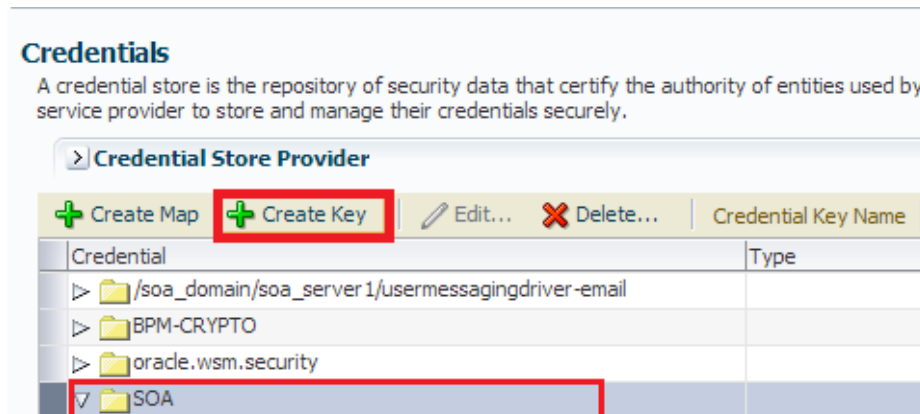 Credentials
A credential store is the repository of security data that certify the authority of entities used by
service provider to store and manage their credentials securely.
Credential Store Provider
Create Map Create Key Edit... Delete... Credential Key Name
Credential Type
/soa_domain/soa_server1/usermessagingdriver-email
BPM-CRYPTO
oracle.wsm.security
SOA